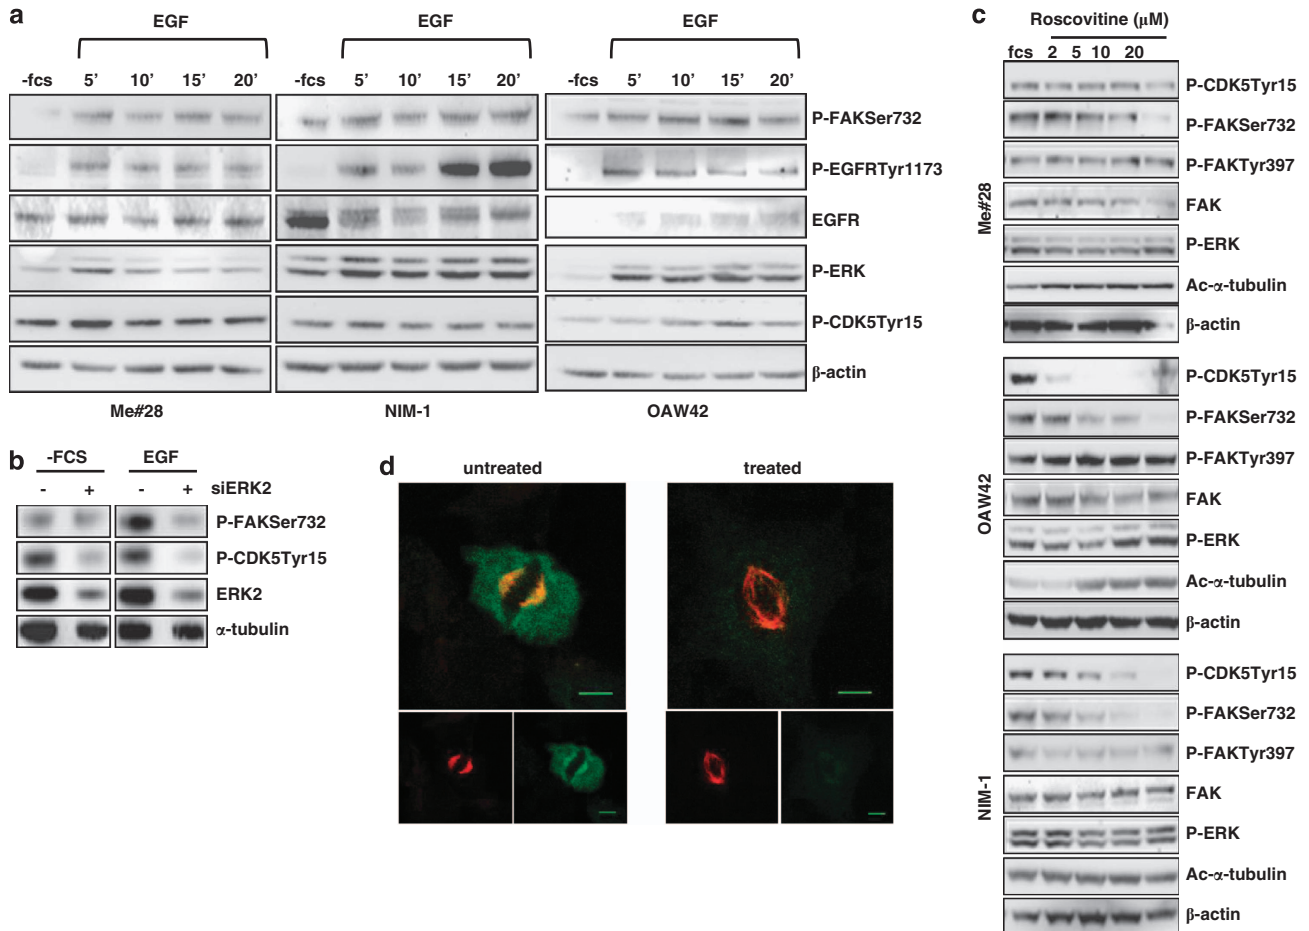 a
EGF EGF EGF
-fcs 5’ 10’ 15’ 20’ -fcs 5’ 10’ 15’ 20’ -fcs 5’ 10’ 15’ 20’
P-FAKSer732
P-EGFRTyr1173
EGFR
P-ERK
P-CDK5Tyr15
β-actin
Me#28 NIM-1 OAW42
b
-FCS EGF
- + - + siERK2
P-FAKSer732
P-CDK5Tyr15
ERK2
α-tubulin
d
untreated treated
c
Roscovitine (μM)
fcs 2 5 10 20
Me#28
P-CDK5Tyr15
P-FAKSer732
P-FAKTyr397
FAK
P-ERK
Ac-α-tubulin
β-actin
OAW42
P-CDK5Tyr15
P-FAKSer732
P-FAKTyr397
FAK
P-ERK
Ac-α-tubulin
β-actin
NIM-1
P-CDK5Tyr15
P-FAKSer732
P-FAKTyr397
FAK
P-ERK
Ac-α-tubulin
β-actin